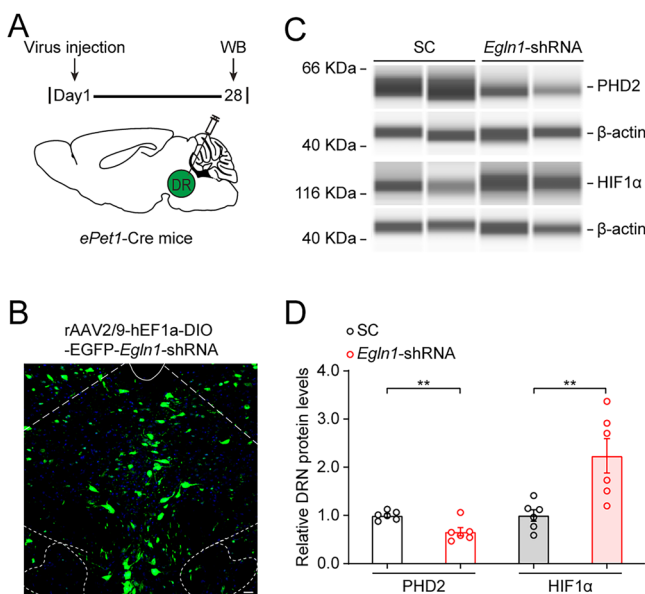 A
Virus injection
WB
Day1
28
DR
ePet1-Cre mice
B
rAAV2/9-hEF1a-DIO
-EGFP-Egln1-shRNA
C
SC
Egln1-shRNA
66 KDa
PHD2
40 KDa
β-actin
116 KDa
HIF1α
40 KDa
β-actin
D
SC
Egln1-shRNA
Relative DRN protein levels
4.0
3.0
2.0
1.0
0.0
**
**
PHD2
HIF1α